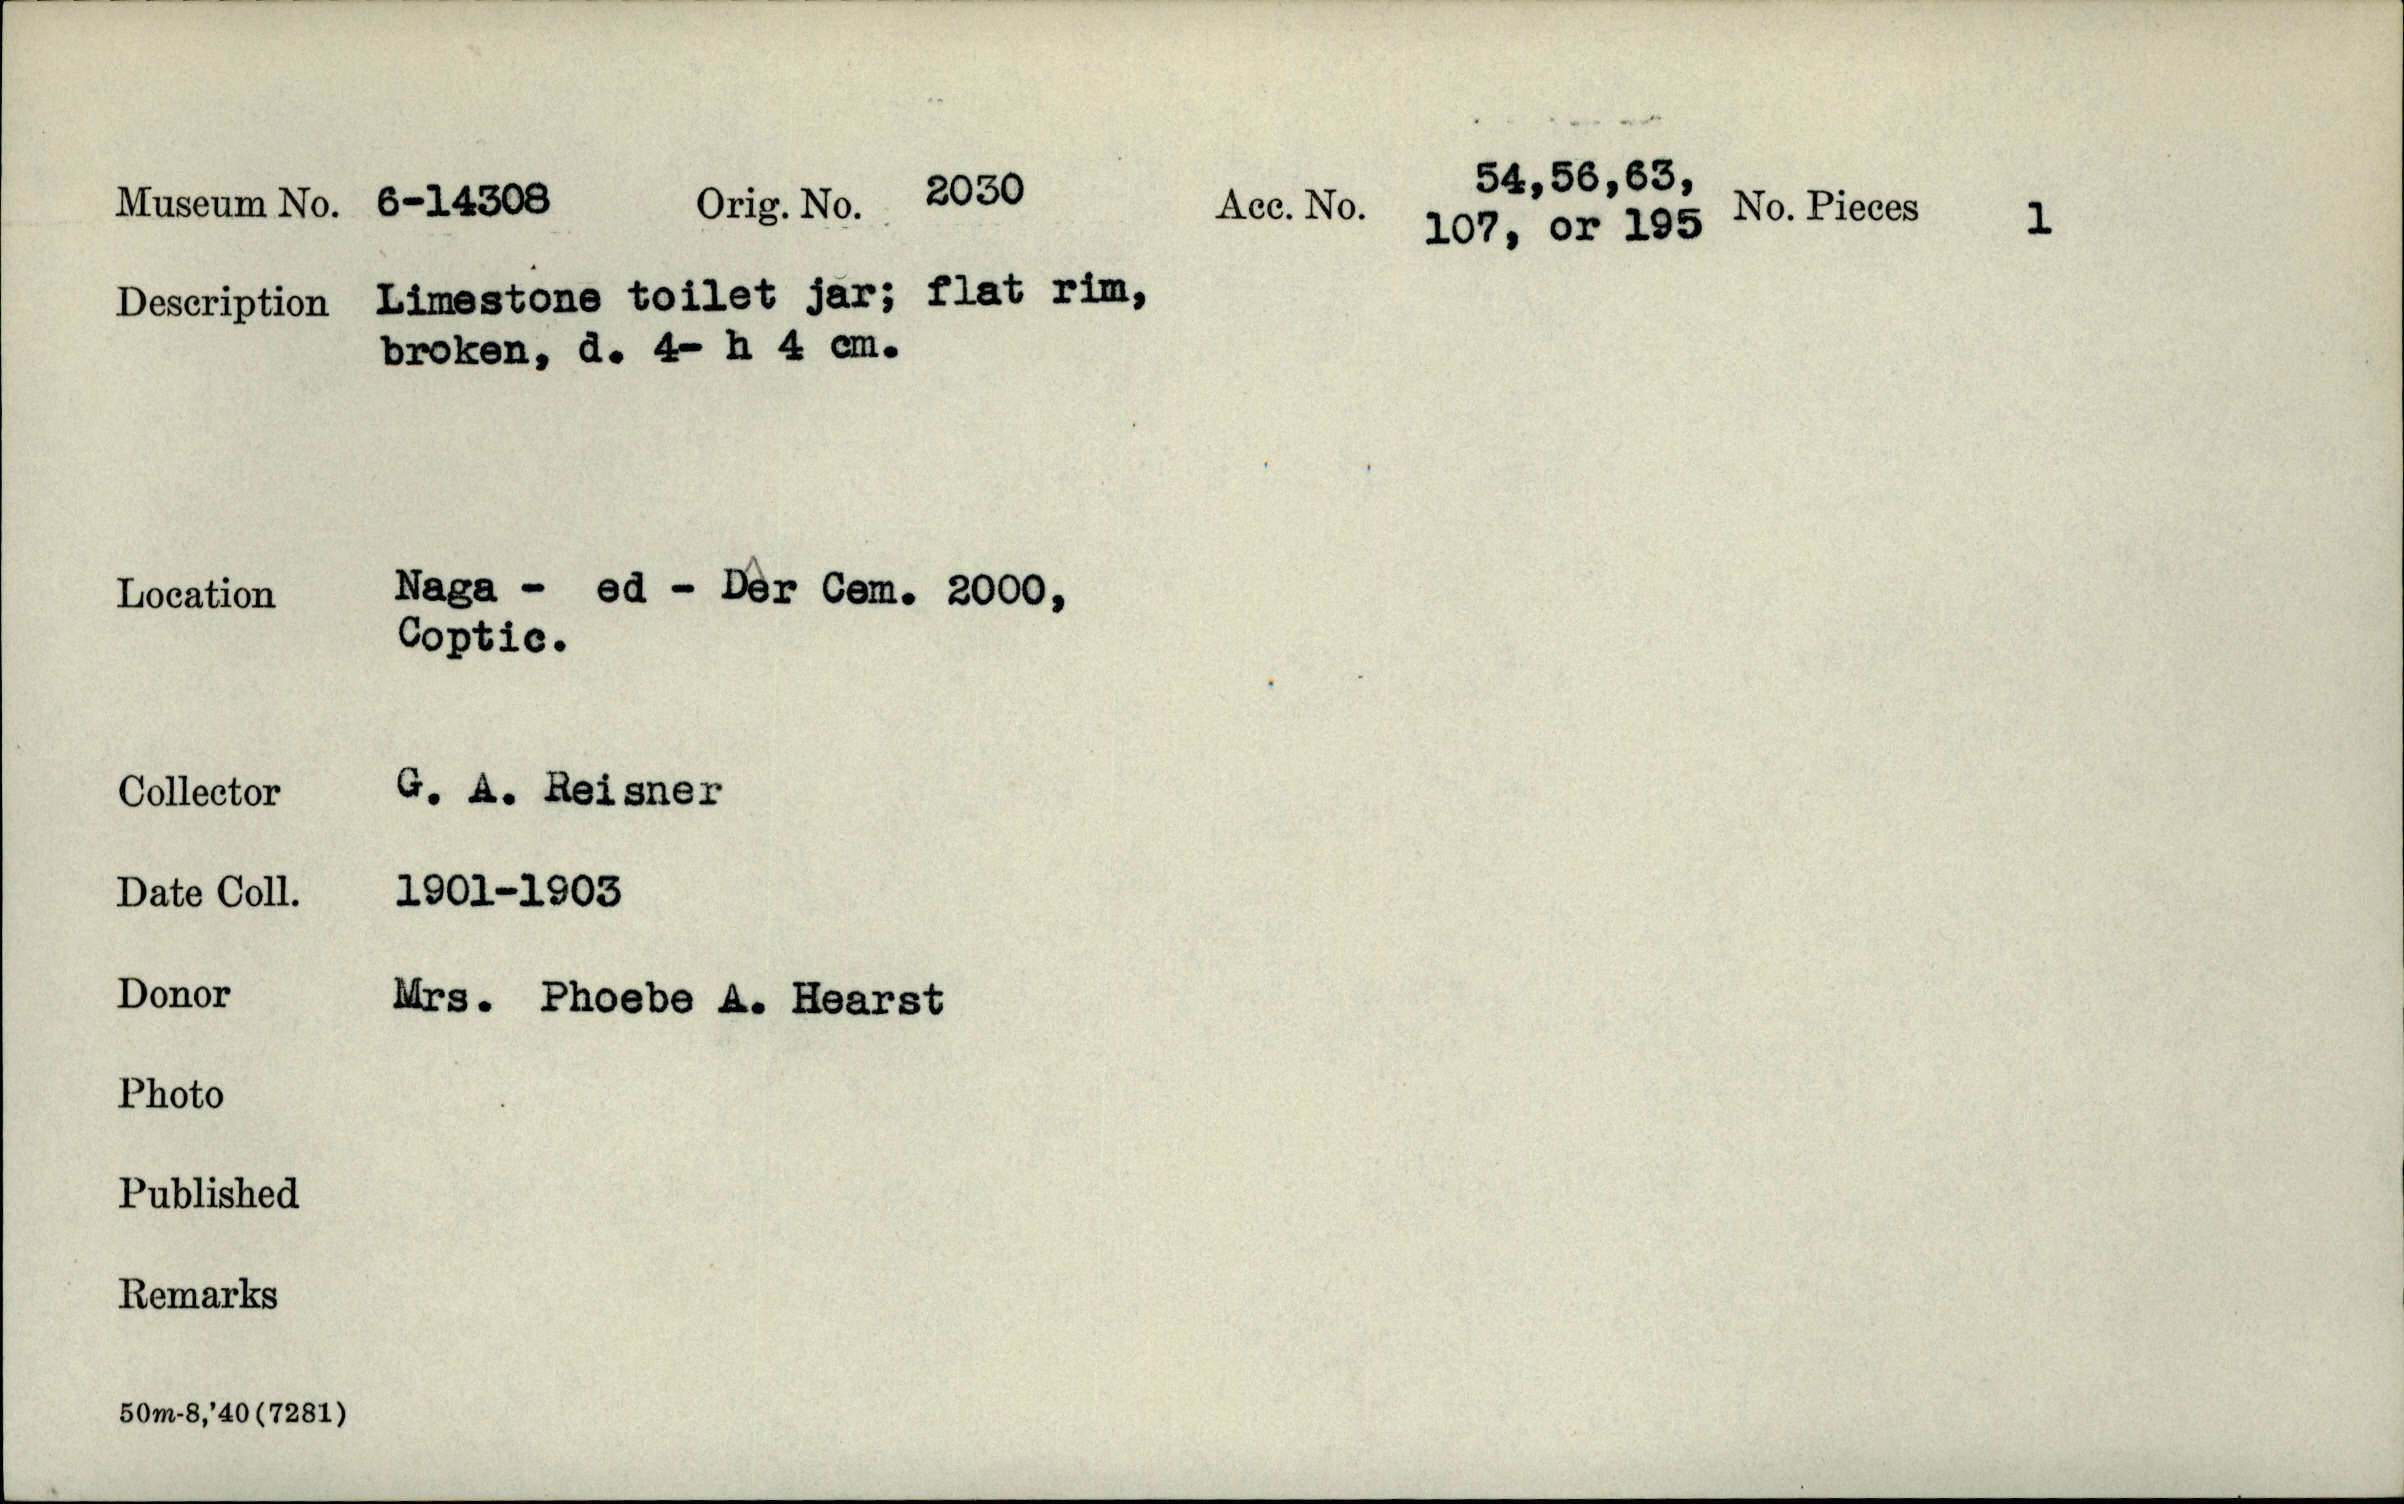 Museum No. 6-14308 Orig. No. 2030 Acc. No. 54,56,63, 107, or 195 No. Pieces 1
Description Limestone toilet jar; flat rim,
broken, d. 4- h 4 cm.
Location Naga - ed - Dêr Cem. 2000,
Coptic.
Collector G. A. Reisner
Date Coll. 1901-1903
Donor Mrs. Phoebe A. Hearst
Photo
Published
Remarks
50m-8,'40(7281)